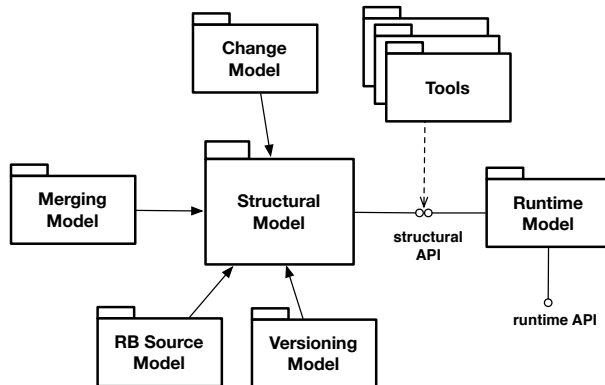 Change
Model
Tools
Merging
Model
Structural
Model
Runtime
Model
structural
API
runtime API
RB Source
Model
Versioning
Model